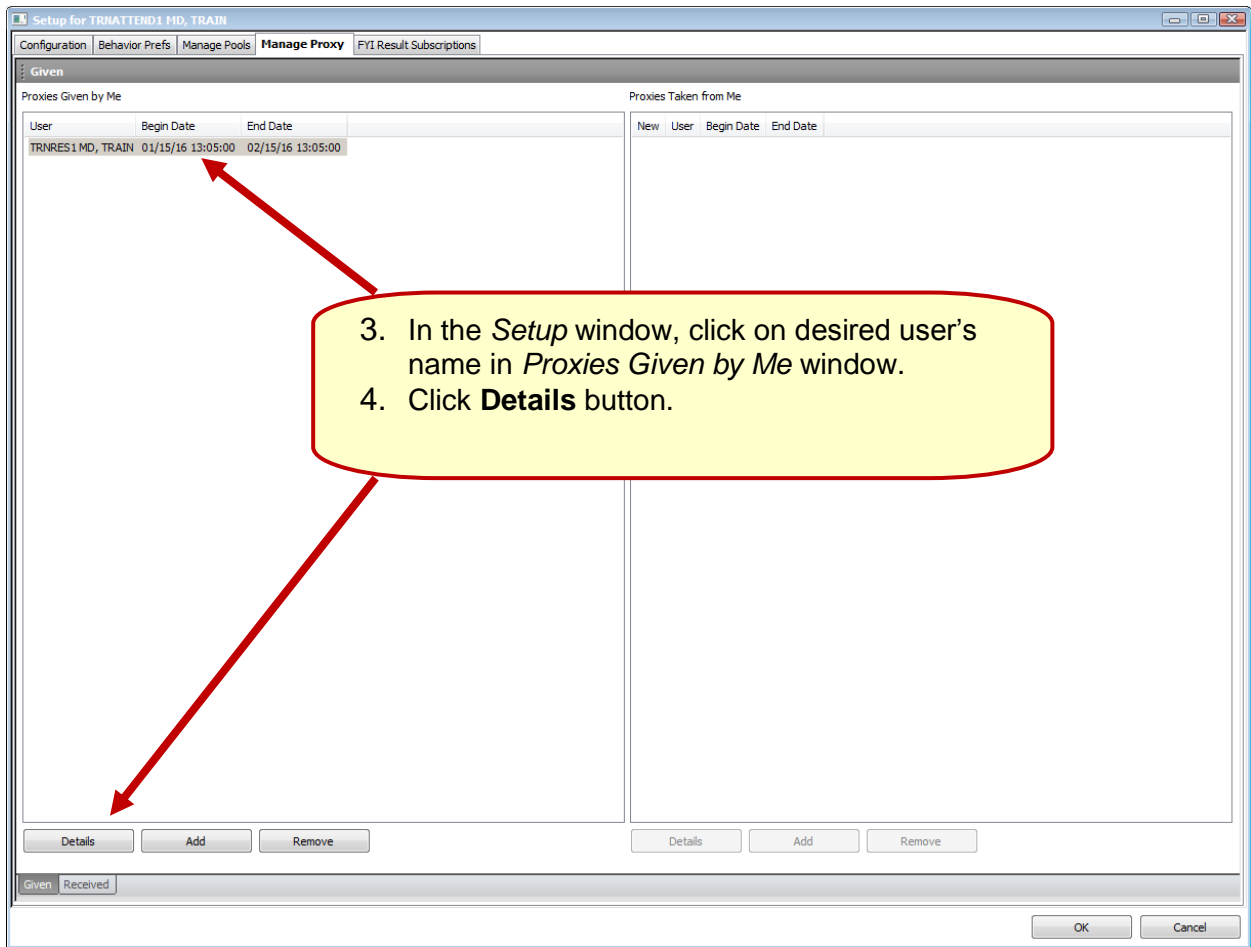 Setup for TRNATTEND1 MD, TRAIN
Configuration Behavior Prefs Manage Pools Manage Proxy FYI Result Subscriptions
Given
Proxies Given by Me Proxies Taken from Me
User Begin Date End Date New User Begin Date End Date
TRNRES1 MD, TRAIN 01/15/16 13:05:00 02/15/16 13:05:00
3. In the Setup window, click on desired user's
name in Proxies Given by Me window.
4. Click Details button.
Details Add Remove Details Add Remove
Given Received
OK Cancel